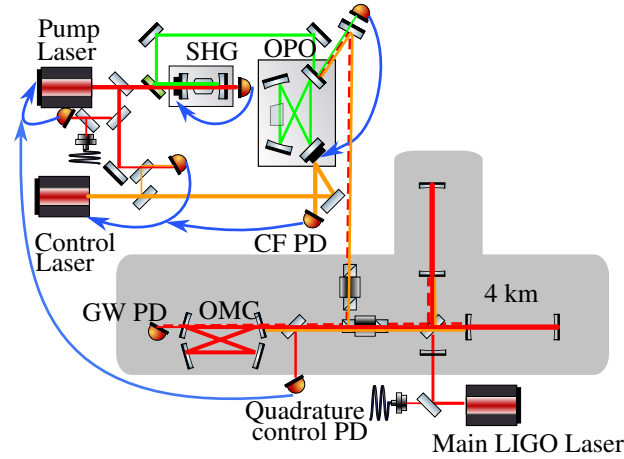 Pump
Laser
SHG
OPO
Control
Laser
CF PD
4 km
GW PD
OMC
Quadrature
control PD
Main LIGO Laser